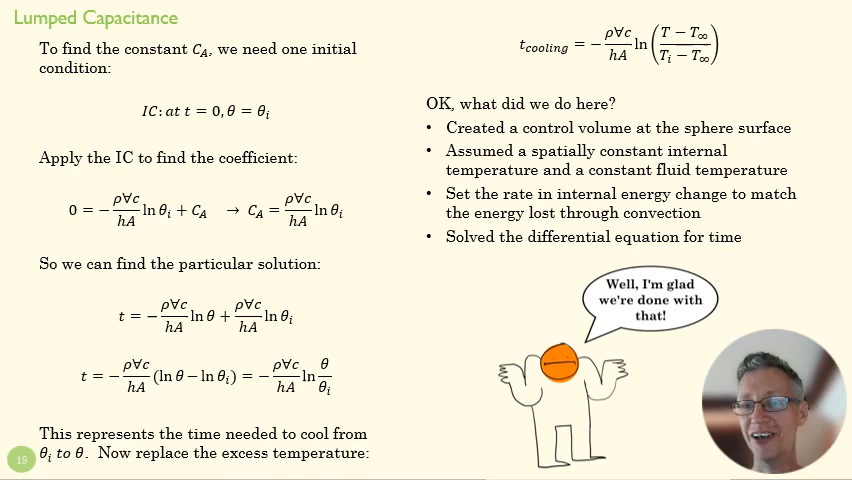 Lumped Capacitance
To find the constant C_A, we need one initial
condition:
IC: at t = 0, θ = θ_i
Apply the IC to find the coefficient:
0 = −ρ∀c/hA ln θ_i + C_A → C_A = ρ∀c/hA ln θ_i
So we can find the particular solution:
t = −ρ∀c/hA ln θ + ρ∀c/hA ln θ_i
t = −ρ∀c/hA (ln θ − ln θ_i) = −ρ∀c/hA ln θ/θ_i
This represents the time needed to cool from
θ_i to θ. Now replace the excess temperature:
19
t_cooling = −ρ∀c/hA ln((T − T_∞)/(T_i − T_∞))
OK, what did we do here?
• Created a control volume at the sphere surface
• Assumed a spatially constant internal
temperature and a constant fluid temperature
• Set the rate in internal energy change to match
the energy lost through convection
• Solved the differential equation for time
Well, I'm glad
we're done with
that!